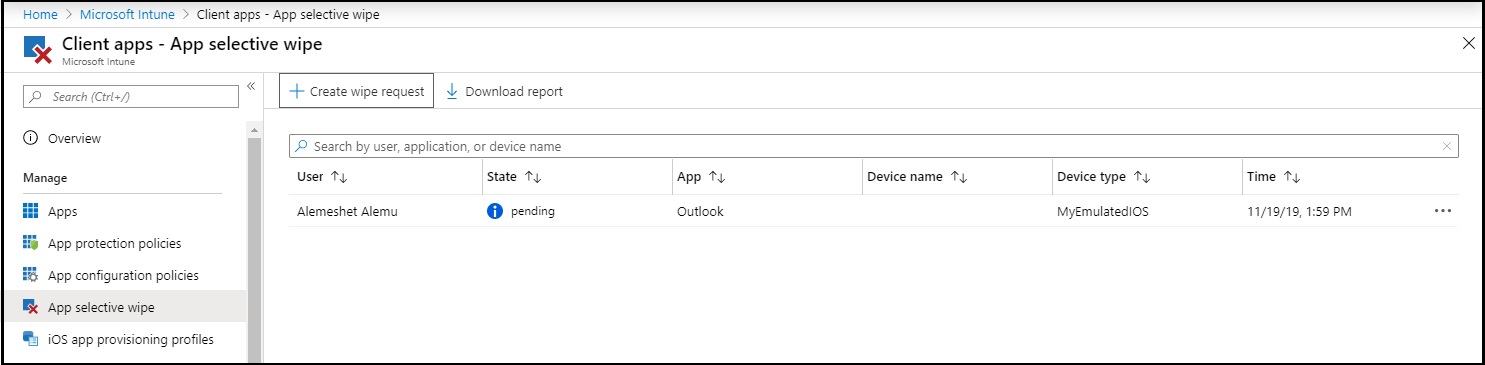 Home > Microsoft Intune > Client apps - App selective wipe
Client apps - App selective wipe
Microsoft Intune
Search (Ctrl+/)
Overview
Manage
Apps
App protection policies
App configuration policies
App selective wipe
iOS app provisioning profiles
Create wipe request Download report
Search by user, application, or device name
User State App Device name Device type Time
Alemeshet Alemu pending Outlook MyEmulatedIOS 11/19/19, 1:59 PM